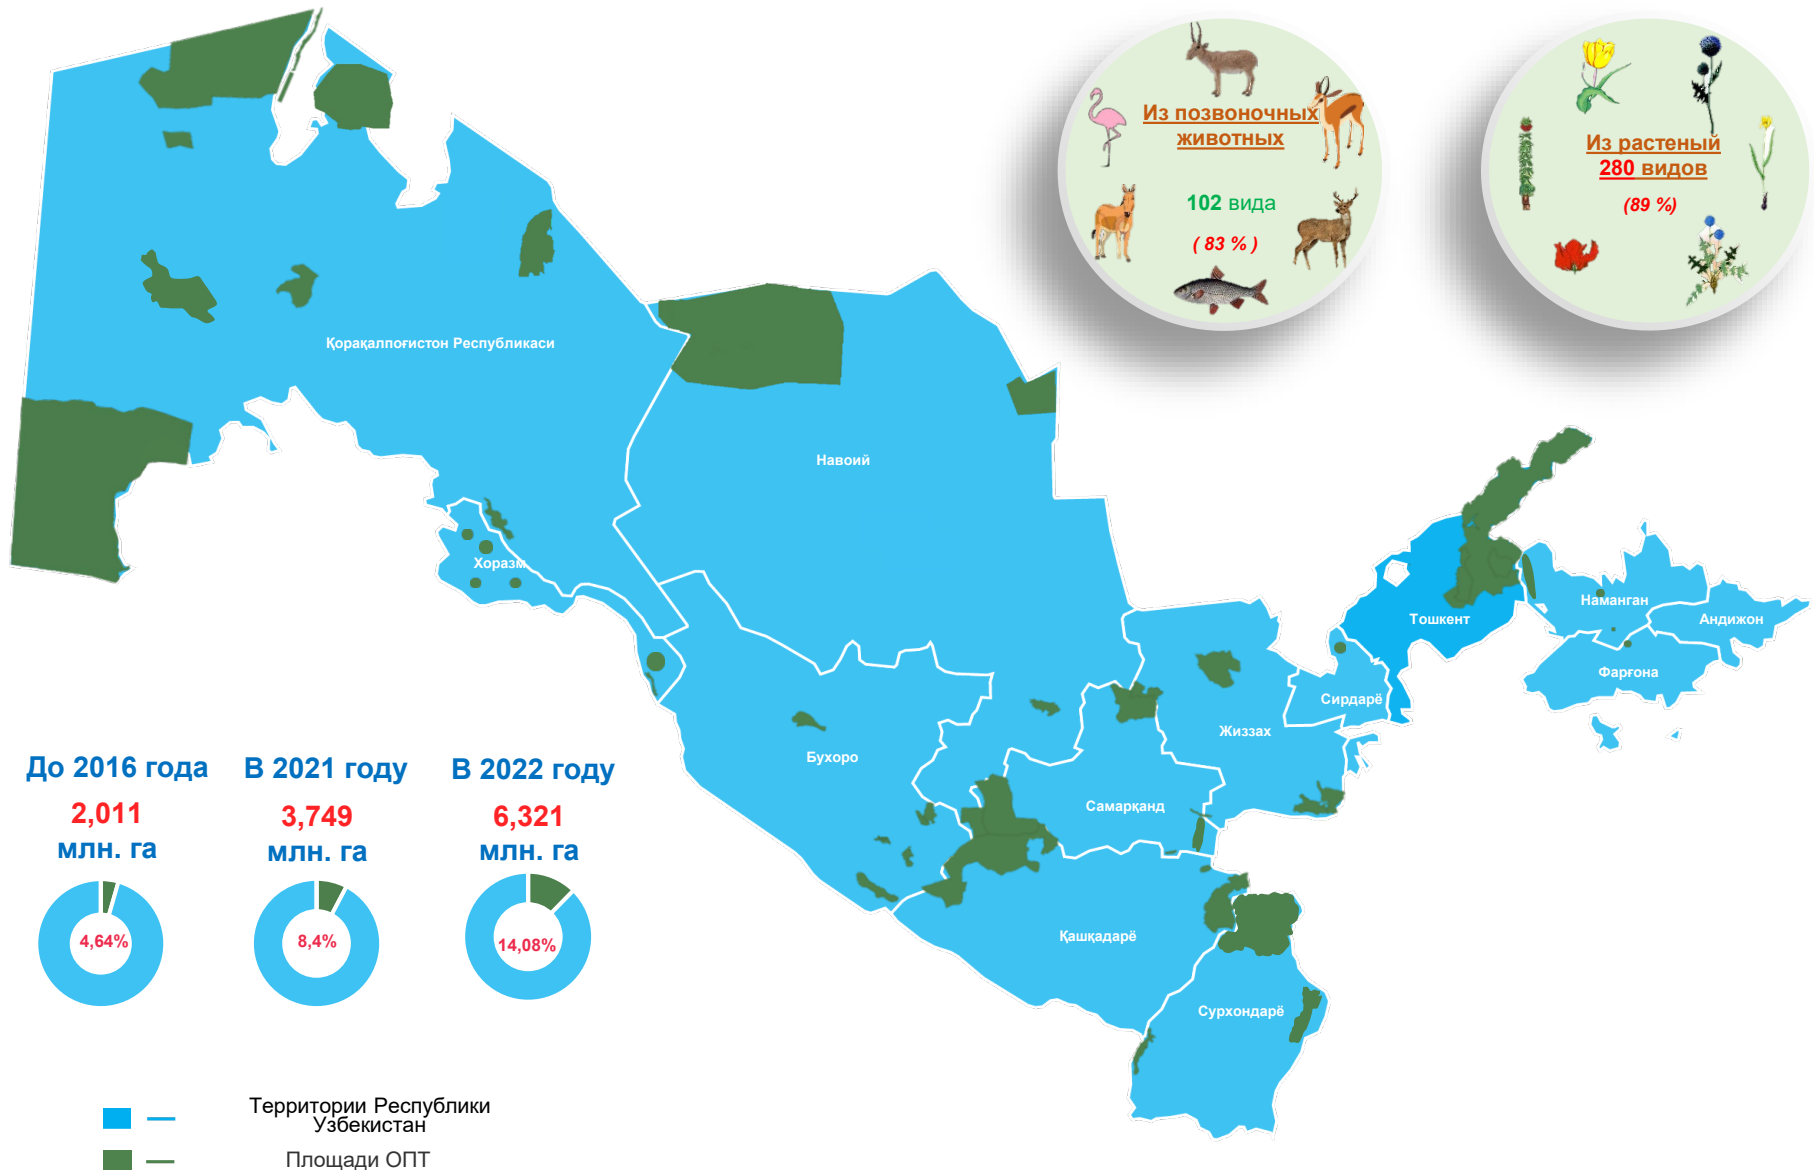 Из позвоночных
животных
102 вида
( 83 % )
Из растеный
280 видов
(89 %)
Қорақалпоғистон Республикаси
Навоий
Хоразм
Тошкент
Наманган
Андижон
Фарғона
Сирдарё
Жиззах
Бухоро
Самарқанд
Қашқадарё
Сурхондарё
До 2016 года
2,011
млн. га
4,64%
В 2021 году
3,749
млн. га
8,4%
В 2022 году
6,321
млн. га
14,08%
Территории Республики
Узбекистан
Площади ОПТ